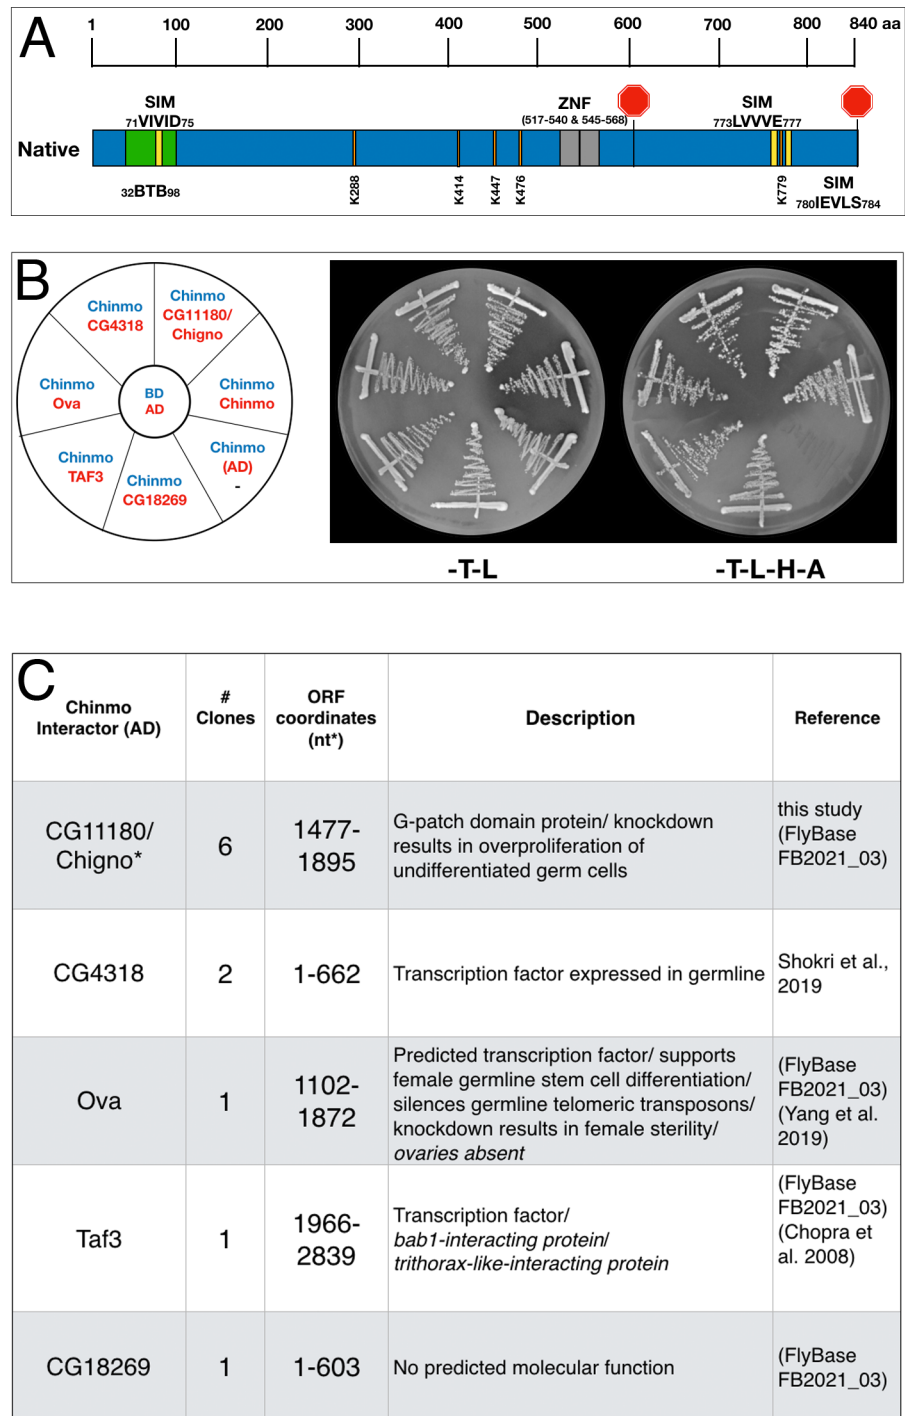 A
1 100 200 300 400 500 600 700 800 840 aa
SIM
71VIVID75
ZNF
(517-540 & 545-568)
SIM
773LVVVE777
Native
32BTB98
K288
K414
K447
K476
K779
SIM
780IEVLS784
B
Chinmo
CG4318
Chinmo
CG11180/
Chigno
Chinmo
Ova
BD
AD
Chinmo
Chinmo
Chinmo
TAF3
Chinmo
CG18269
Chinmo
(AD)
-
-T-L
-T-L-H-A
C
Chinmo
Interactor (AD)
#
Clones
ORF
coordinates
(nt*)
Description
Reference
CG11180/
Chigno*
6
1477-
1895
G-patch domain protein/ knockdown
results in overproliferation of
undifferentiated germ cells
this study
(FlyBase
FB2021_03)
CG4318
2
1-662
Transcription factor expressed in germline
Shokri et al.,
2019
Ova
1
1102-
1872
Predicted transcription factor/ supports
female germline stem cell differentiation/
silences germline telomeric transposons/
knockdown results in female sterility/
ovaries absent
(FlyBase
FB2021_03)
(Yang et al.
2019)
Taf3
1
1966-
2839
Transcription factor/
bab1-interacting protein/
trithorax-like-interacting protein
(FlyBase
FB2021_03)
(Chopra et
al. 2008)
CG18269
1
1-603
No predicted molecular function
(FlyBase
FB2021_03)